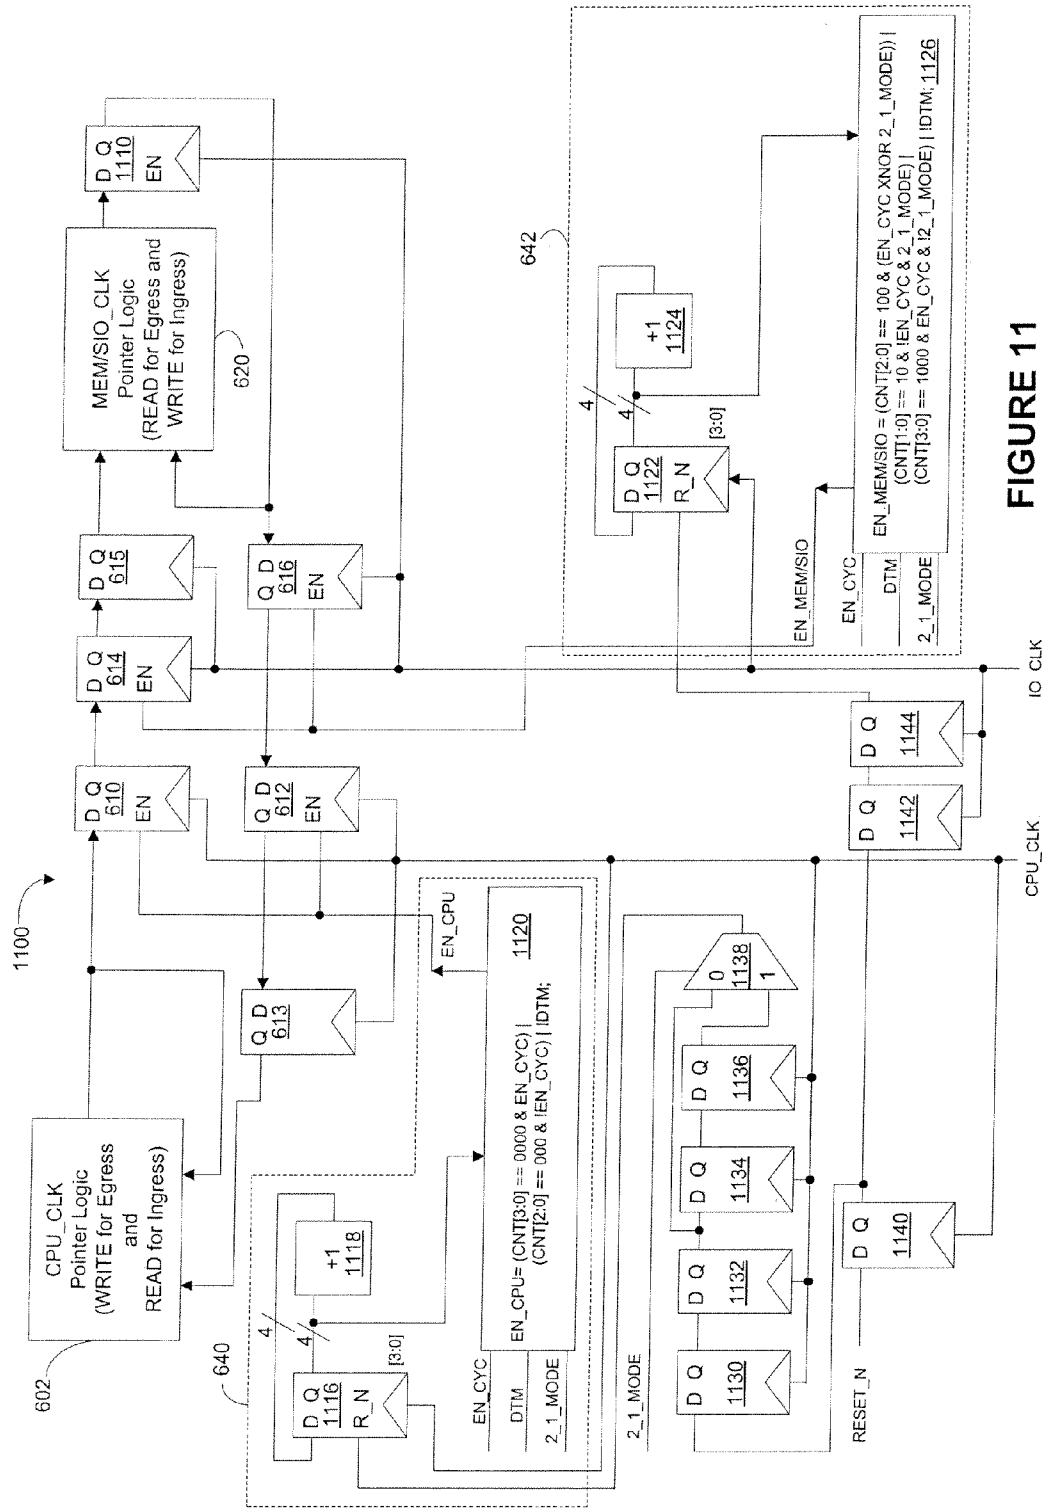 1100
602
CPU_CLK
Pointer Logic
(WRITE for Egress
and
READ for Ingress)
D Q
610
EN
D Q
614
EN
D Q
615
MEM/SIO_CLK
Pointer Logic
(READ for Egress and
WRITE for Ingress)
620
D Q
1110
EN
Q D
613
Q D
612
EN
Q D
616
EN
640
D Q
1116
R_N
[3:0]
4
4
+1
1118
EN_CPU
EN_CYC
DTM
2_1_MODE
EN_CPU= (CNT[3:0] == 0000 & EN_CYC) |
(CNT[2:0] == 000 & !EN_CYC) | !DTM;
1120
642
D Q
1122
R_N
[3:0]
4
4
+1
1124
EN_MEM/SIO
EN_CYC
DTM
2_1_MODE
EN_MEM/SIO = (CNT[2:0] == 100 & (EN_CYC XNOR 2_1_MODE)) |
(CNT[1:0] == 10 & !EN_CYC & 2_1_MODE) |
(CNT[3:0] == 1000 & EN_CYC & !2_1_MODE) | !DTM; 1126
2_1_MODE
D Q
1130
D Q
1132
D Q
1134
D Q
1136
0
1138
1
RESET_N
D Q
1140
D Q
1142
D Q
1144
CPU_CLK
IO_CLK
FIGURE 11